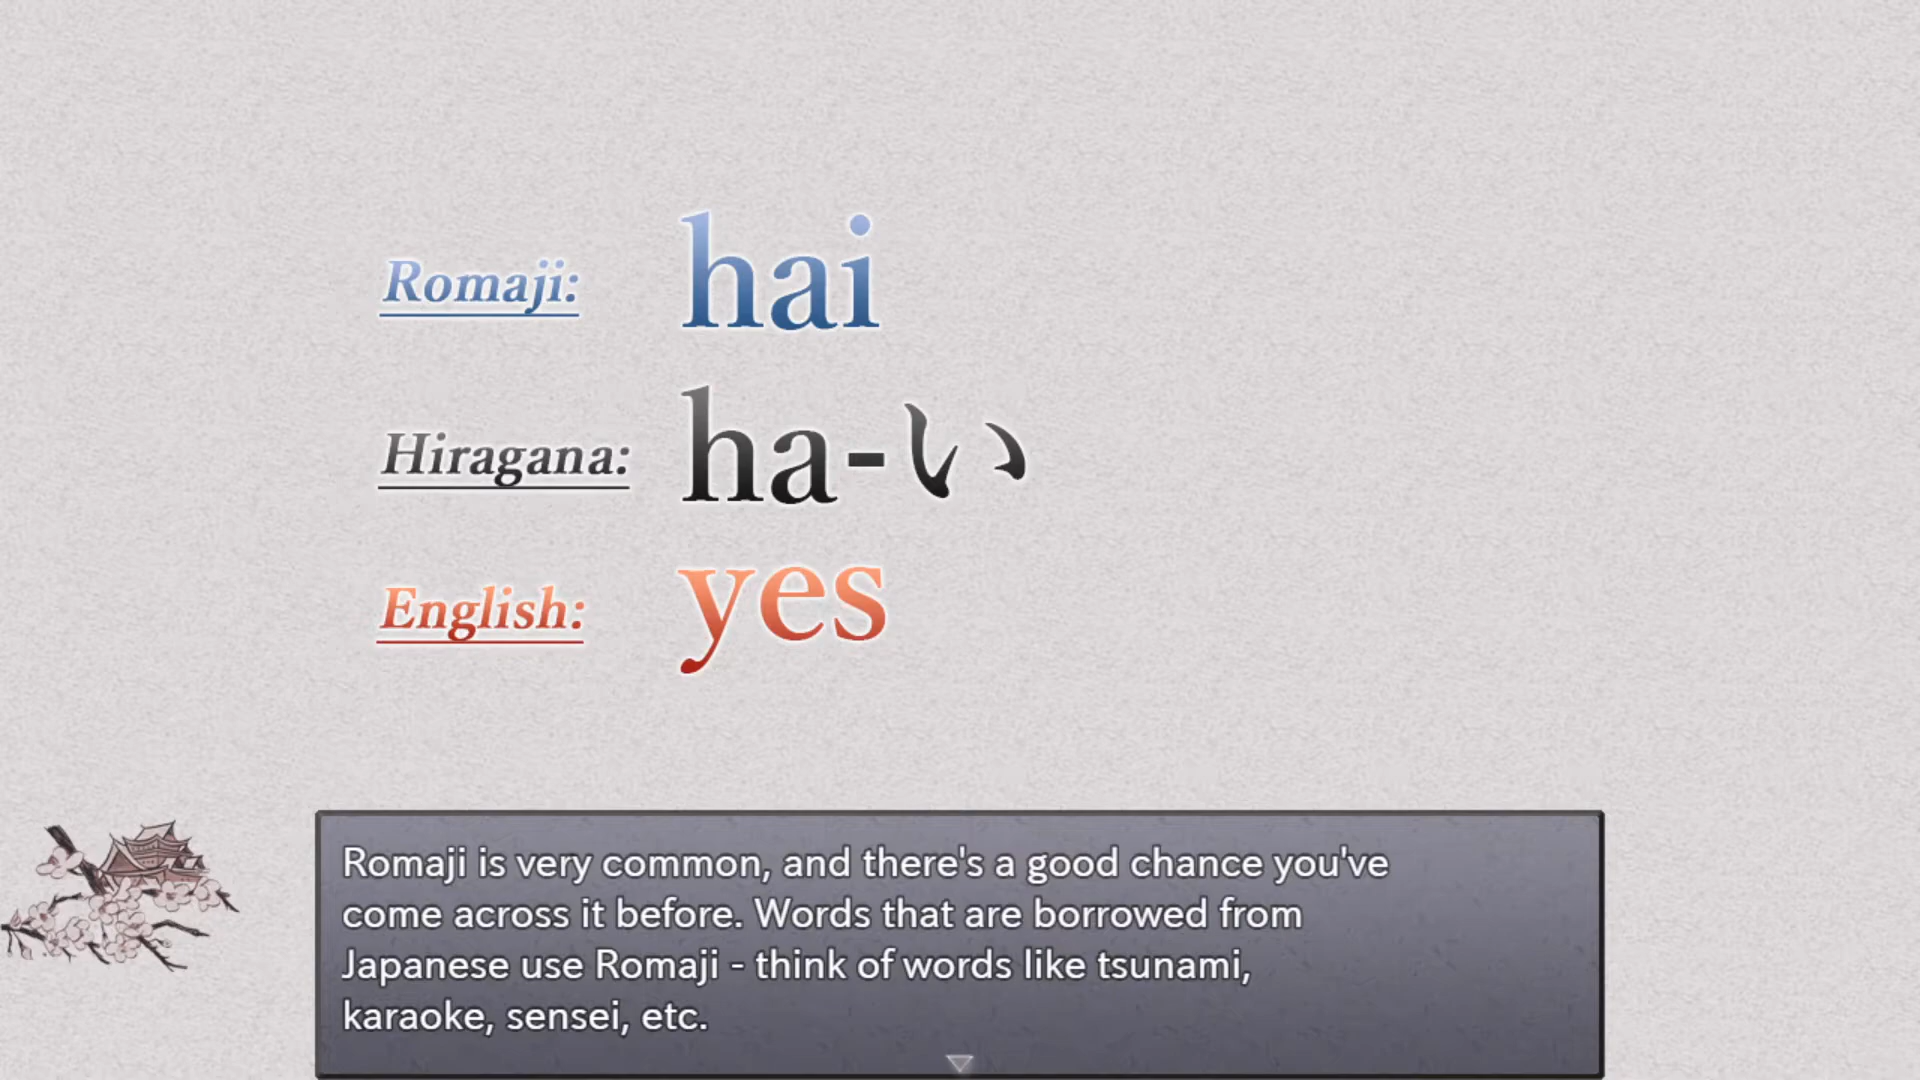 Romaji: hai
Hiragana: ha-い
English: yes
Romaji is very common, and there's a good chance you've
come across it before. Words that are borrowed from
Japanese use Romaji - think of words like tsunami,
karaoke, sensei, etc.